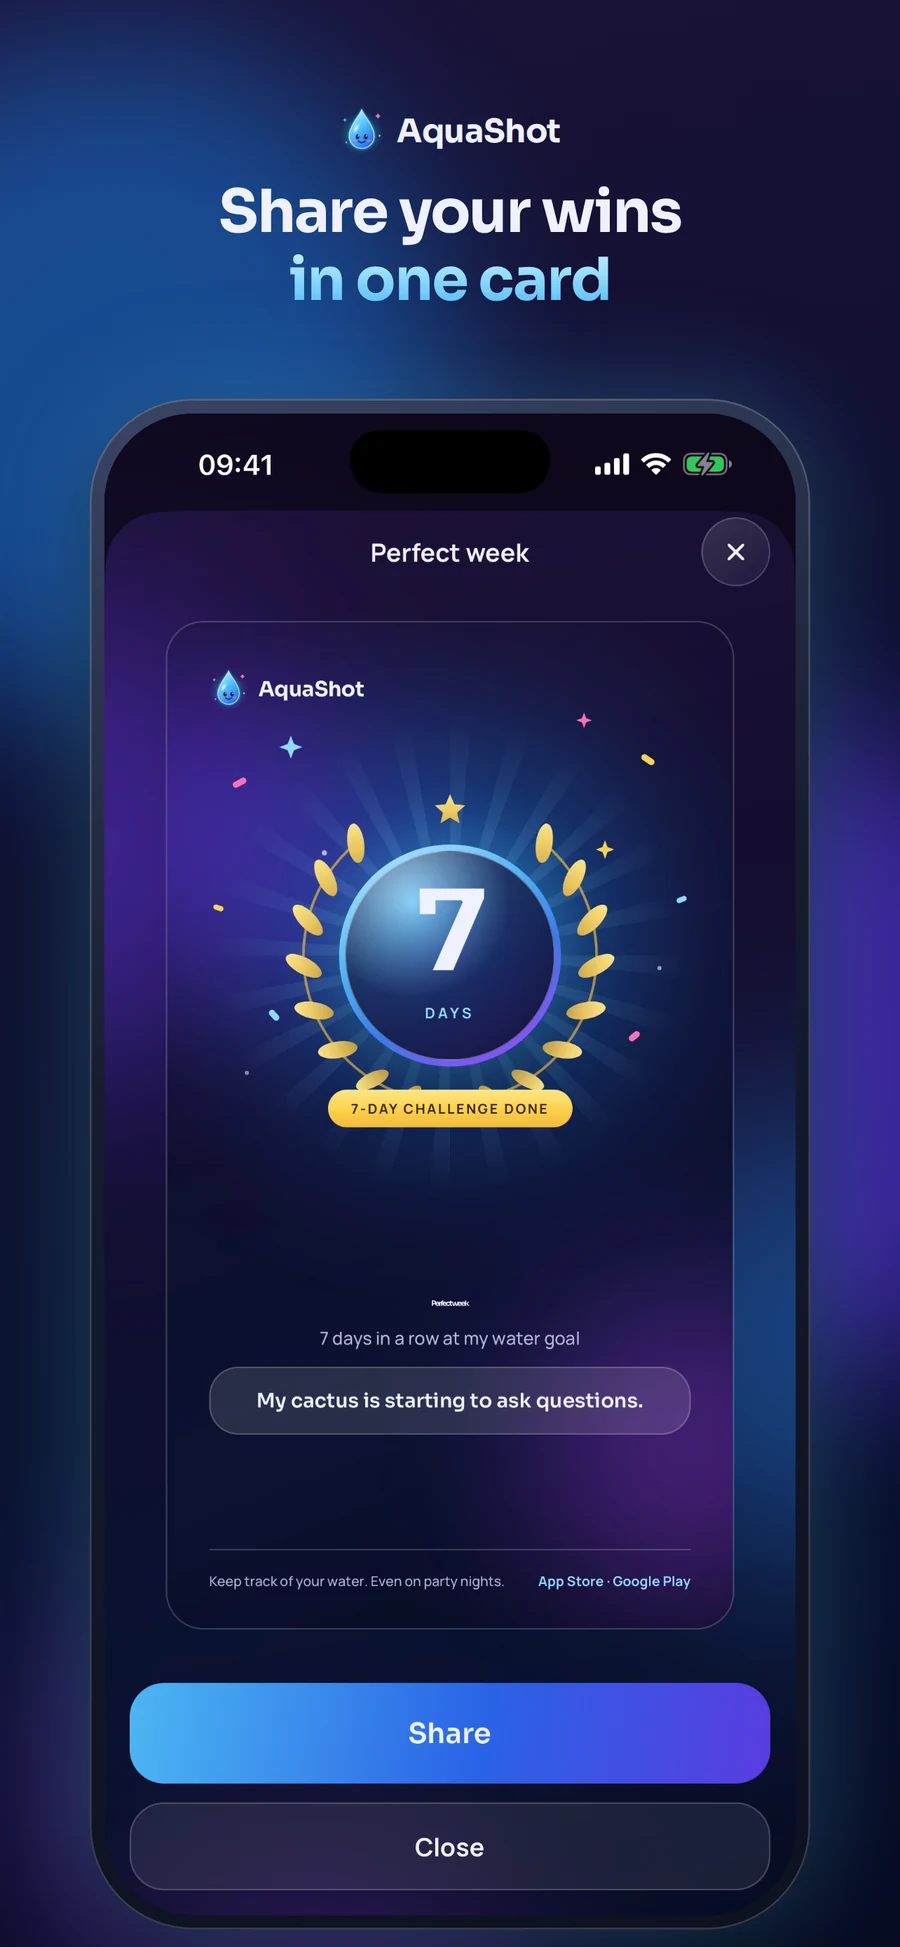 AquaShot
Share your wins
in one card
09:41
Perfect week
AquaShot
7
DAYS
7-DAY CHALLENGE DONE
Perfect week
7 days in a row at my water goal
My cactus is starting to ask questions.
Keep track of your water. Even on party nights.
App Store · Google Play
Share
Close